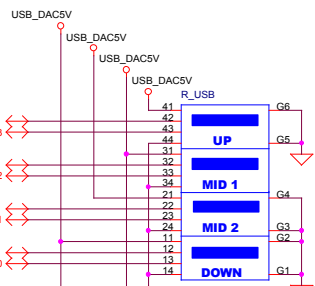 USB_DAC5V
USB_DAC5V
USB_DAC5V
USB_DAC5V
R_USB
41
42
43
44
UP
G6
G5
31
32
33
34
MID 1
21
22
23
24
MID 2
G4
G3
G2
11
12
13
14
DOWN
G1